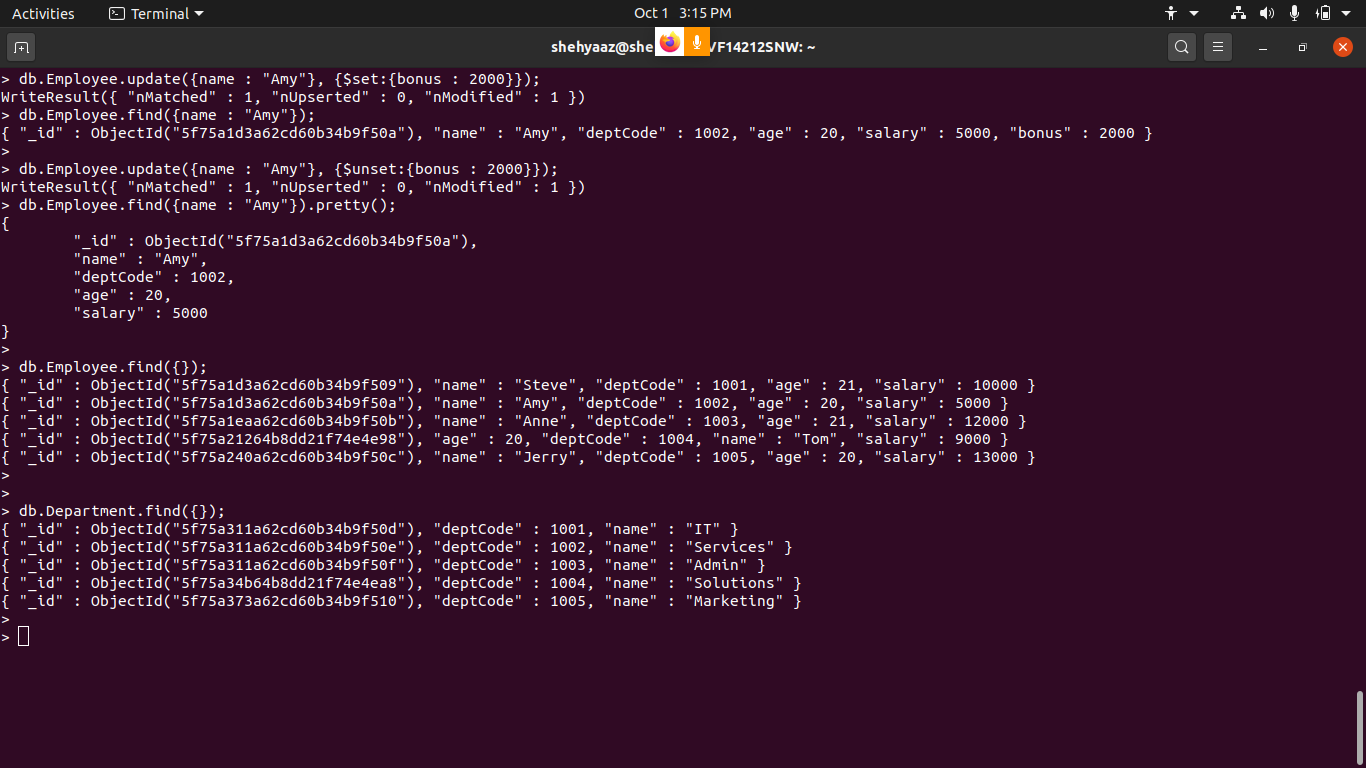 Activities Terminal Oct 1 3:15 PM
shehyaaz@she VF14212SNW: ~
> db.Employee.update({name : "Amy"}, {$set:{bonus : 2000}});
WriteResult({ "nMatched" : 1, "nUpserted" : 0, "nModified" : 1 })
> db.Employee.find({name : "Amy"});
{ "_id" : ObjectId("5f75a1d3a62cd60b34b9f50a"), "name" : "Amy", "deptCode" : 1002, "age" : 20, "salary" : 5000, "bonus" : 2000 }
>
> db.Employee.update({name : "Amy"}, {$unset:{bonus : 2000}});
WriteResult({ "nMatched" : 1, "nUpserted" : 0, "nModified" : 1 })
> db.Employee.find({name : "Amy"}).pretty();
{
"_id" : ObjectId("5f75a1d3a62cd60b34b9f50a"),
"name" : "Amy",
"deptCode" : 1002,
"age" : 20,
"salary" : 5000
}
>
> db.Employee.find({});
{ "_id" : ObjectId("5f75a1d3a62cd60b34b9f509"), "name" : "Steve", "deptCode" : 1001, "age" : 21, "salary" : 10000 }
{ "_id" : ObjectId("5f75a1d3a62cd60b34b9f50a"), "name" : "Amy", "deptCode" : 1002, "age" : 20, "salary" : 5000 }
{ "_id" : ObjectId("5f75a1eaa62cd60b34b9f50b"), "name" : "Anne", "deptCode" : 1003, "age" : 21, "salary" : 12000 }
{ "_id" : ObjectId("5f75a21264b8dd21f74e4e98"), "age" : 20, "deptCode" : 1004, "name" : "Tom", "salary" : 9000 }
{ "_id" : ObjectId("5f75a240a62cd60b34b9f50c"), "name" : "Jerry", "deptCode" : 1005, "age" : 20, "salary" : 13000 }
>
>
> db.Department.find({});
{ "_id" : ObjectId("5f75a311a62cd60b34b9f50d"), "deptCode" : 1001, "name" : "IT" }
{ "_id" : ObjectId("5f75a311a62cd60b34b9f50e"), "deptCode" : 1002, "name" : "Services" }
{ "_id" : ObjectId("5f75a311a62cd60b34b9f50f"), "deptCode" : 1003, "name" : "Admin" }
{ "_id" : ObjectId("5f75a34b64b8dd21f74e4ea8"), "deptCode" : 1004, "name" : "Solutions" }
{ "_id" : ObjectId("5f75a373a62cd60b34b9f510"), "deptCode" : 1005, "name" : "Marketing" }
>
>